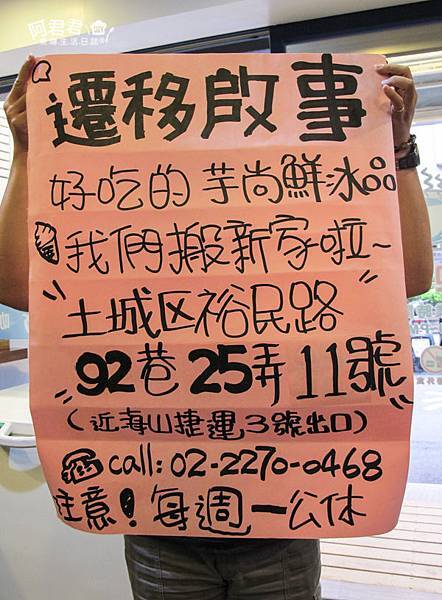 阿君君
遷移啟事
好吃的芋尚鮮冰品
我們搬新家啦~
"土城区裕民路
92巷25弄11號"
(近海山捷運3號出口)
call: 02-2270-0468
注意!每週一公休